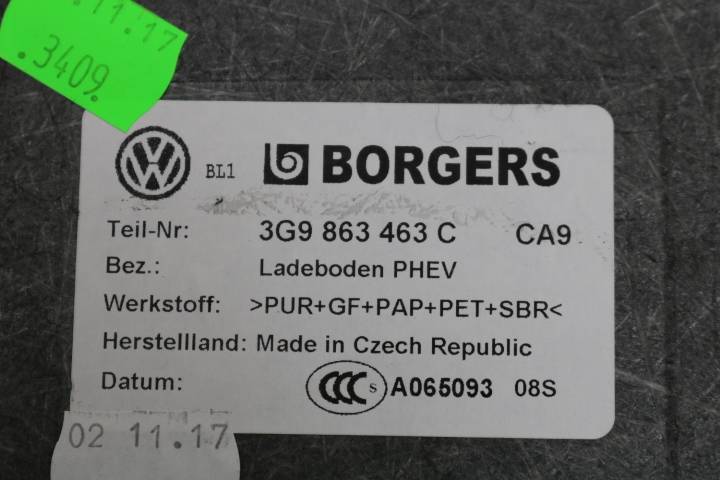 .11.17
.3409.
BL1 BORGERS
Teil-Nr: 3G9 863 463 C CA9
Bez.: Ladeboden PHEV
Werkstoff: >PUR+GF+PAP+PET+SBR<
Herstellland: Made in Czech Republic
Datum: CCC S A065093 08S
02 11.17